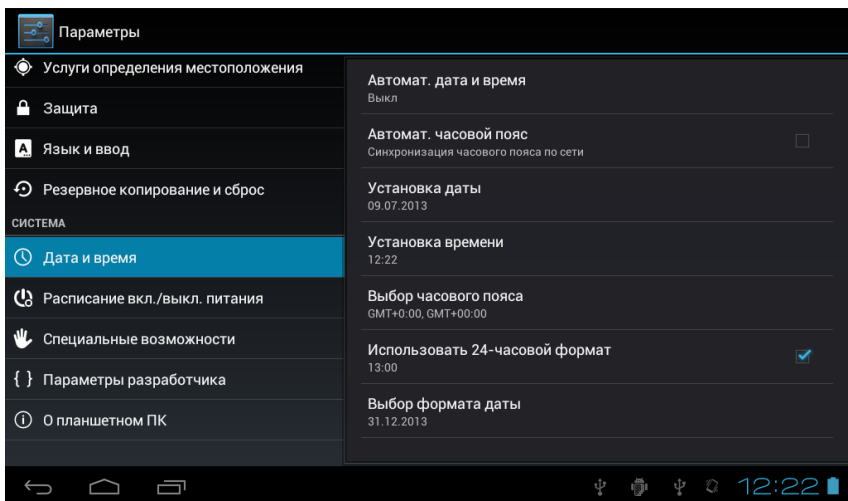 Параметры
Услуги определения местоположения
Защита
Язык и ввод
Резервное копирование и сброс
СИСТЕМА
Дата и время
Расписание вкл./выкл. питания
Специальные возможности
{ } Параметры разработчика
О планшетном ПК
Автомат. дата и время
Выкл
Автомат. часовой пояс
Синхронизация часового пояса по сети
Установка даты
09.07.2013
Установка времени
12:22
Выбор часового пояса
GMT+0:00, GMT+00:00
Использовать 24-часовой формат
13:00
Выбор формата даты
31.12.2013
12:22